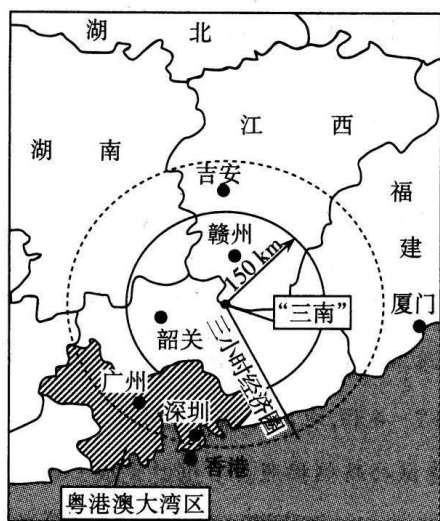 湖北
湖南
江西
福建
吉安
赣州
150 km
“三南”
厦门
韶关
三小时经济圈
广州
深圳
香港
粤港澳大湾区